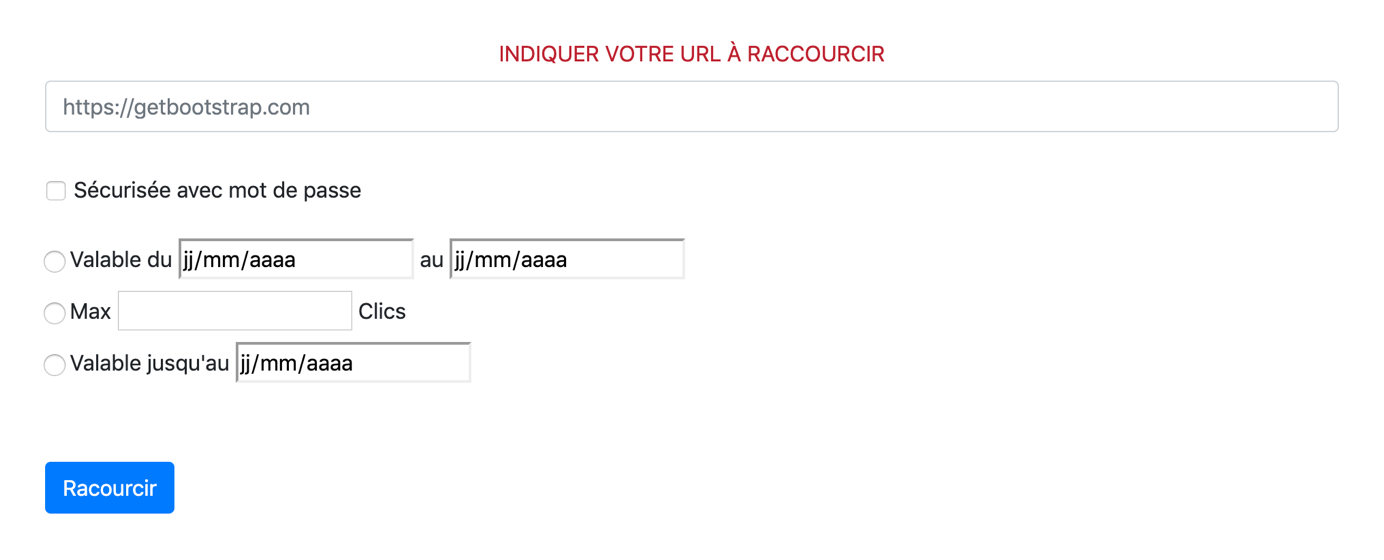 INDIQUER VOTRE URL À RACCOURCIR
https://getbootstrap.com
Sécurisée avec mot de passe
Valable du jj/mm/aaaa au jj/mm/aaaa
Max Clics
Valable jusqu'au jj/mm/aaaa
Racourcir